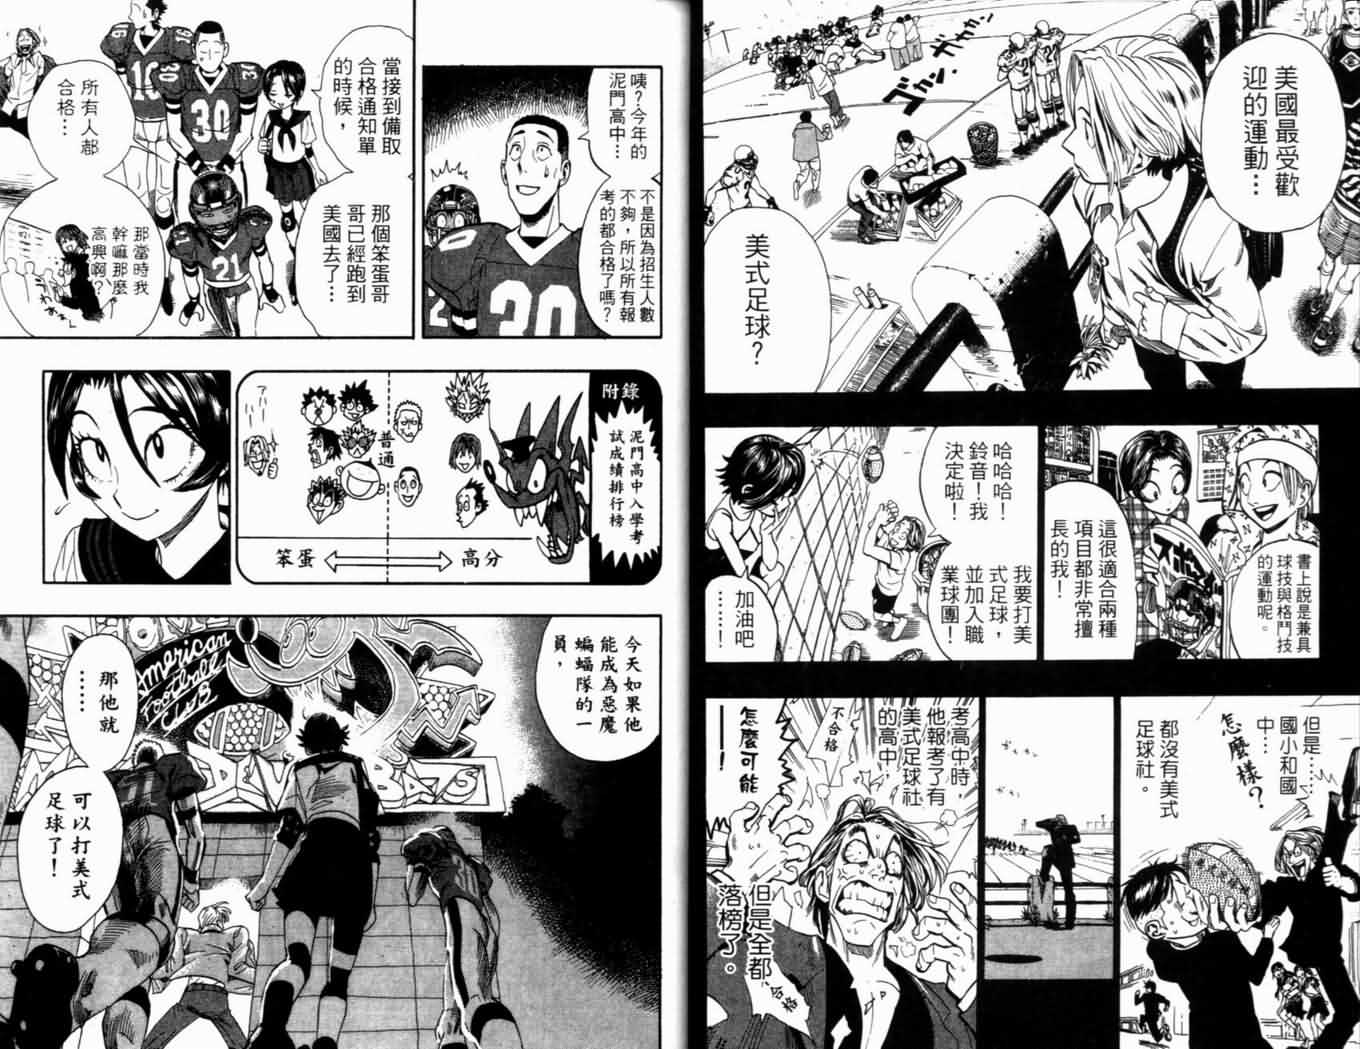 美國最受歡
迎的運動…
美式足球？
書上說是兼具
球技與格鬥技
的運動呢。
這很適合兩種
項目都非常擅
長的我！
哈哈哈！
鈴音！我
決定啦！
我要打美
式足球，
並加入職
業球團！
加油吧
……！
但是……
國小和國
中…
怎麼樣？
都沒有美式
足球社。
考高中時，
他報考了有
美式足球社
的高中，
不合格
怎麼可能
——！
但是全都
落榜了。
不合格
咦？今年的
泥門高中…
不是因為招生人數
不夠，所以所有報
考的都合格了嗎？
30
當接到備取
合格通知單
的時候，
那個笨蛋哥
哥已經跑到
美國去了…
所有人都
合格…
那當時我
幹嘛那麼
高興啊？
30
21
附錄
泥門高中入學考
試成績排行榜
普通
？
笨蛋
高分
今天如果他
能成為惡魔
蝙蝠隊的一
員，
American
Football
CLUB
那他就
……
可以打美式
足球了！